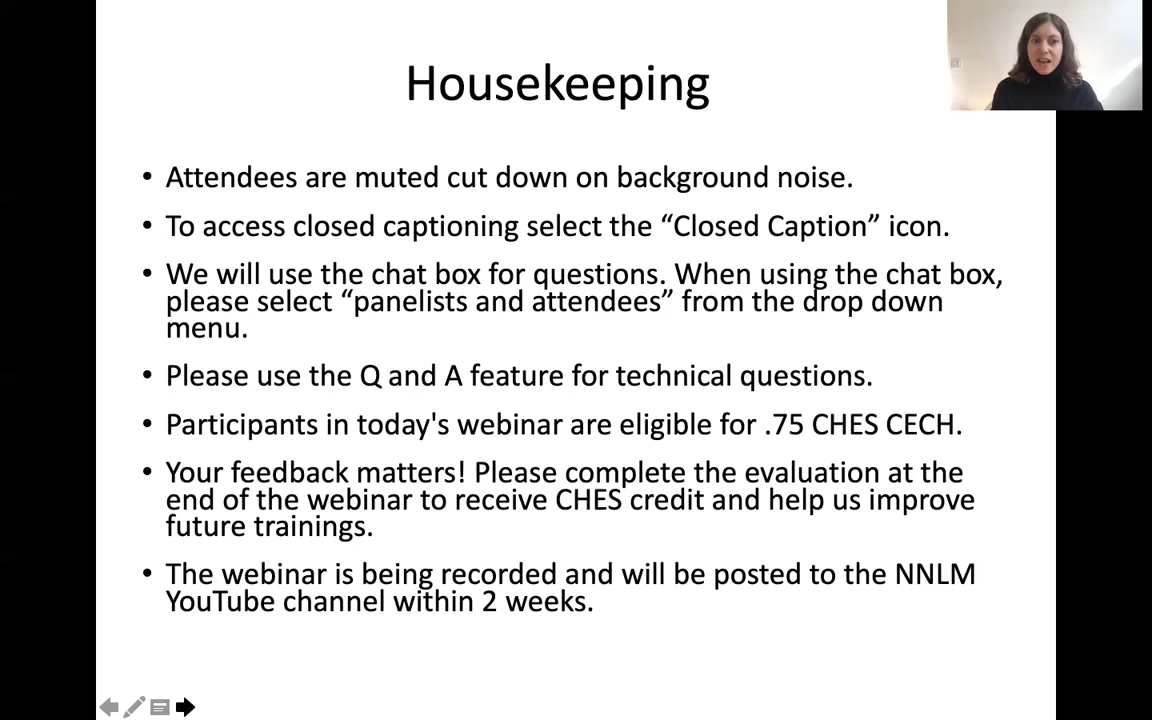 Housekeeping
• Attendees are muted cut down on background noise.
• To access closed captioning select the “Closed Caption” icon.
• We will use the chat box for questions. When using the chat box,
please select “panelists and attendees” from the drop down
menu.
• Please use the Q and A feature for technical questions.
• Participants in today's webinar are eligible for .75 CHES CECH.
• Your feedback matters! Please complete the evaluation at the
end of the webinar to receive CHES credit and help us improve
future trainings.
• The webinar is being recorded and will be posted to the NNLM
YouTube channel within 2 weeks.